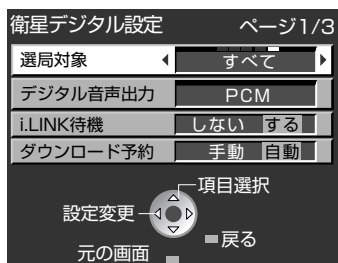 衛星デジタル設定 ページ1/3
選局対象 すべて
デジタル音声出力 PCM
i.LINK待機 しない する
ダウンロード予約 手動 自動
項目選択
設定変更
戻る
元の画面